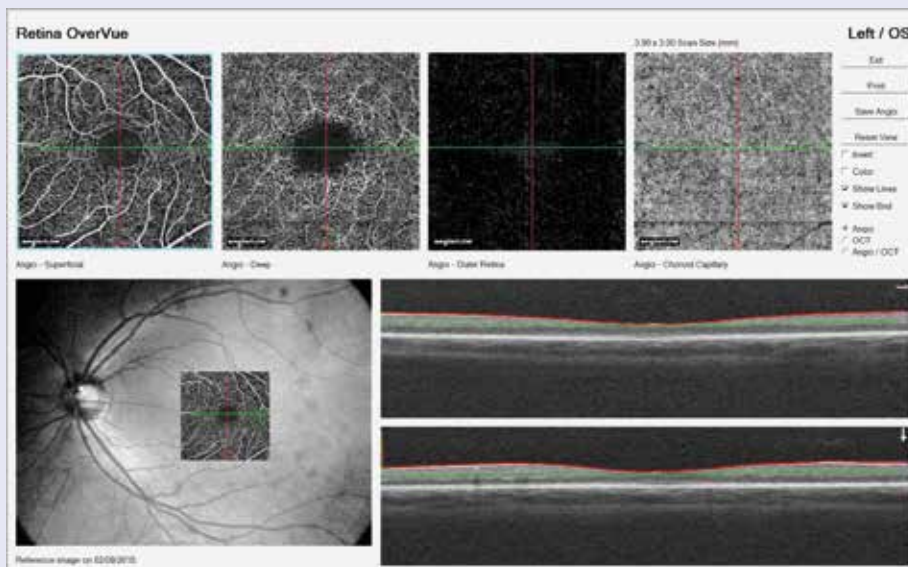 Retina OverVue
3.00 x 3.00 Scan Size (mm)
Left / OS
Exit
Print
Save Angio
Reset View
Invert
Color
Show Lines
Show Bnd
Angio
OCT
Angio / OCT
Angio - Superficial
Angio - Deep
Angio - Outer Retina
Angio - Choroid Capillary